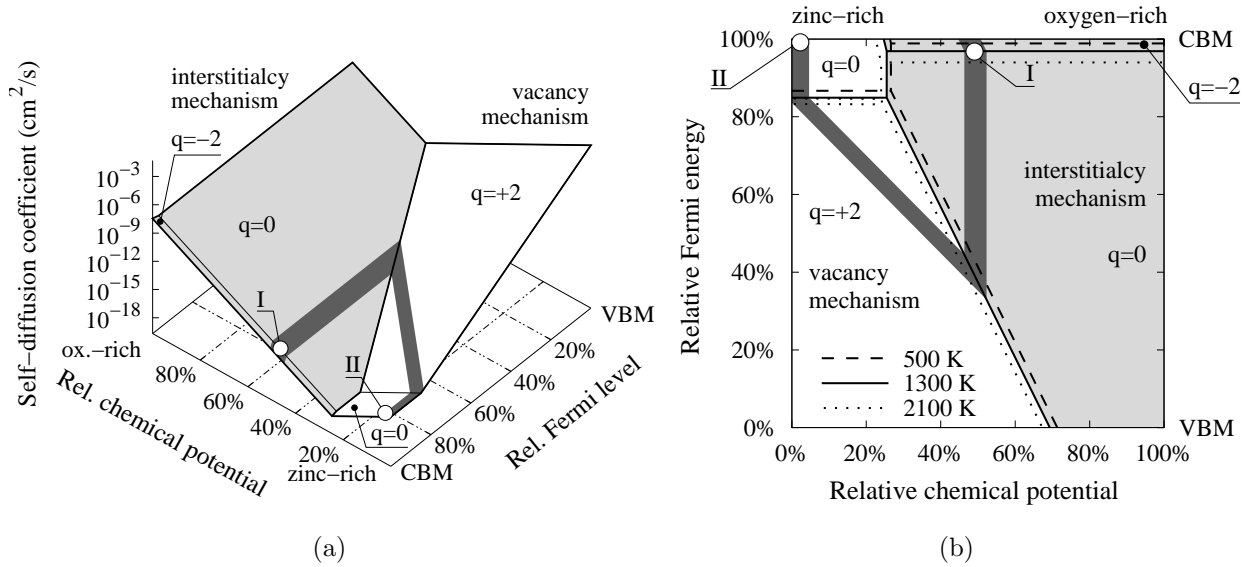 interstitialcy
mechanism
q=−2
vacancy
mechanism
Self−diffusion coefficient (cm^2/s)
10^−3
10^−6
10^−9
10^−12
10^−15
10^−18
q=0
q=+2
I
II
q=0
ox.−rich
80%
60%
40%
20%
zinc−rich
Rel. chemical potential
VBM
20%
40%
60%
80%
CBM
Rel. Fermi level
(a)
zinc−rich
oxygen−rich
CBM
100%
80%
60%
40%
20%
0%
Relative Fermi energy
II
q=0
I
q=−2
interstitialcy
mechanism
q=0
q=+2
vacancy
mechanism
500 K
1300 K
2100 K
VBM
0%
20%
40%
60%
80%
100%
Relative chemical potential
(b)